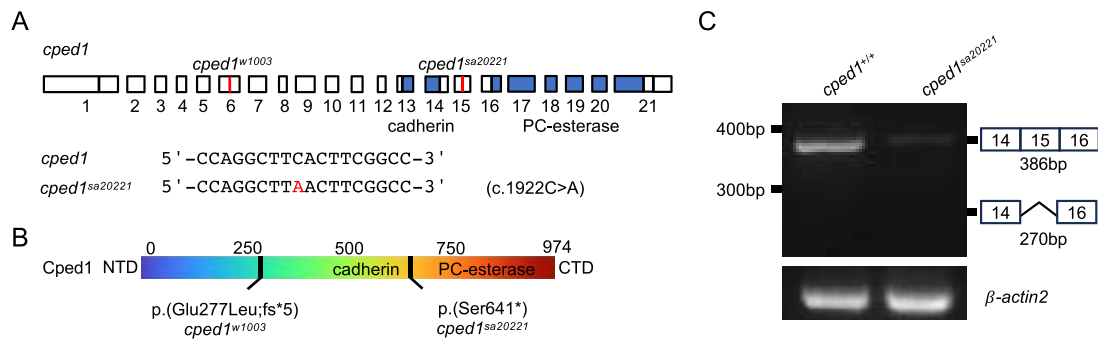 A
cped1
cped1w1003
cped1sa20221
1 2 3 4 5 6 7 8 9 10 11 12 13 14 15 16 17 18 19 20 21
cadherin PC-esterase
cped1 5'-CCAGGCTTCACTTCGGCC-3'
cped1sa20221 5'-CCAGGCTTAACTTCGGCC-3' (c.1922C>A)
B
0 250 500 750 974
Cped1 NTD cadherin PC-esterase CTD
p.(Glu277Leu;fs*5)
cped1w1003
p.(Ser641*)
cped1sa20221
C
cped1+/+
cped1sa20221
400bp
300bp
14 15 16
386bp
14 16
270bp
β-actin2